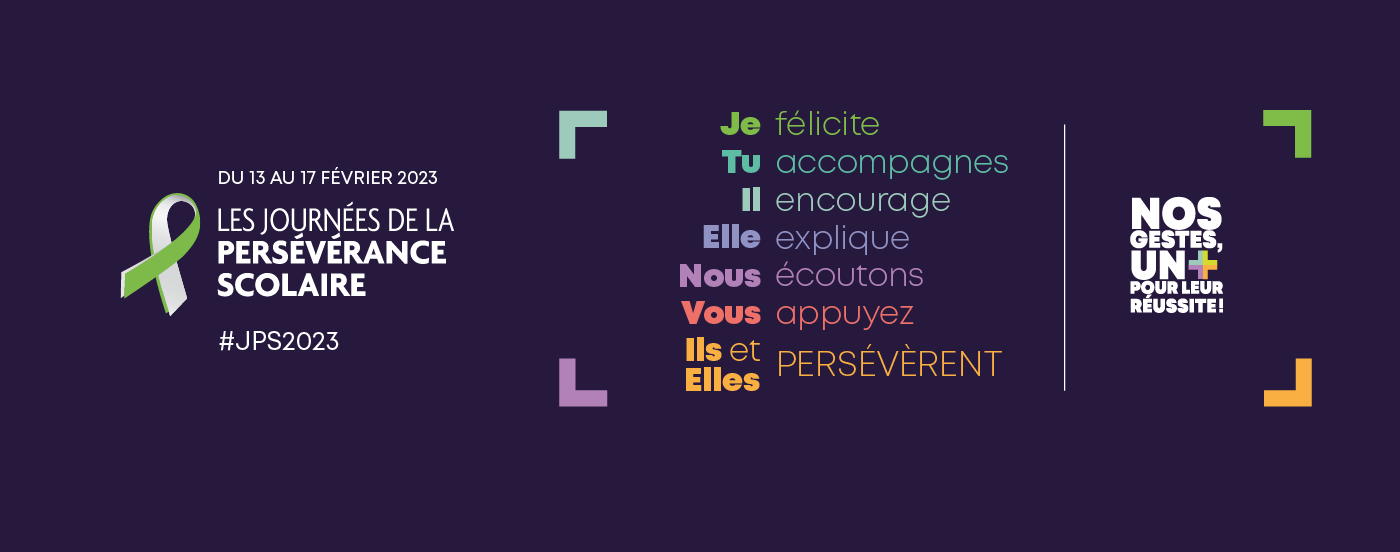 DU 13 AU 17 FÉVRIER 2023
LES JOURNÉES DE LA
PERSÉVÉRANCE
SCOLAIRE
#JPS2023
Je félicite
Tu accompagnes
Il encourage
Elle explique
Nous écoutons
Vous appuyez
Ils et
Elles PERSÉVÈRENT
NOS
GESTES,
UN+
POUR LEUR
RÉUSSITE!